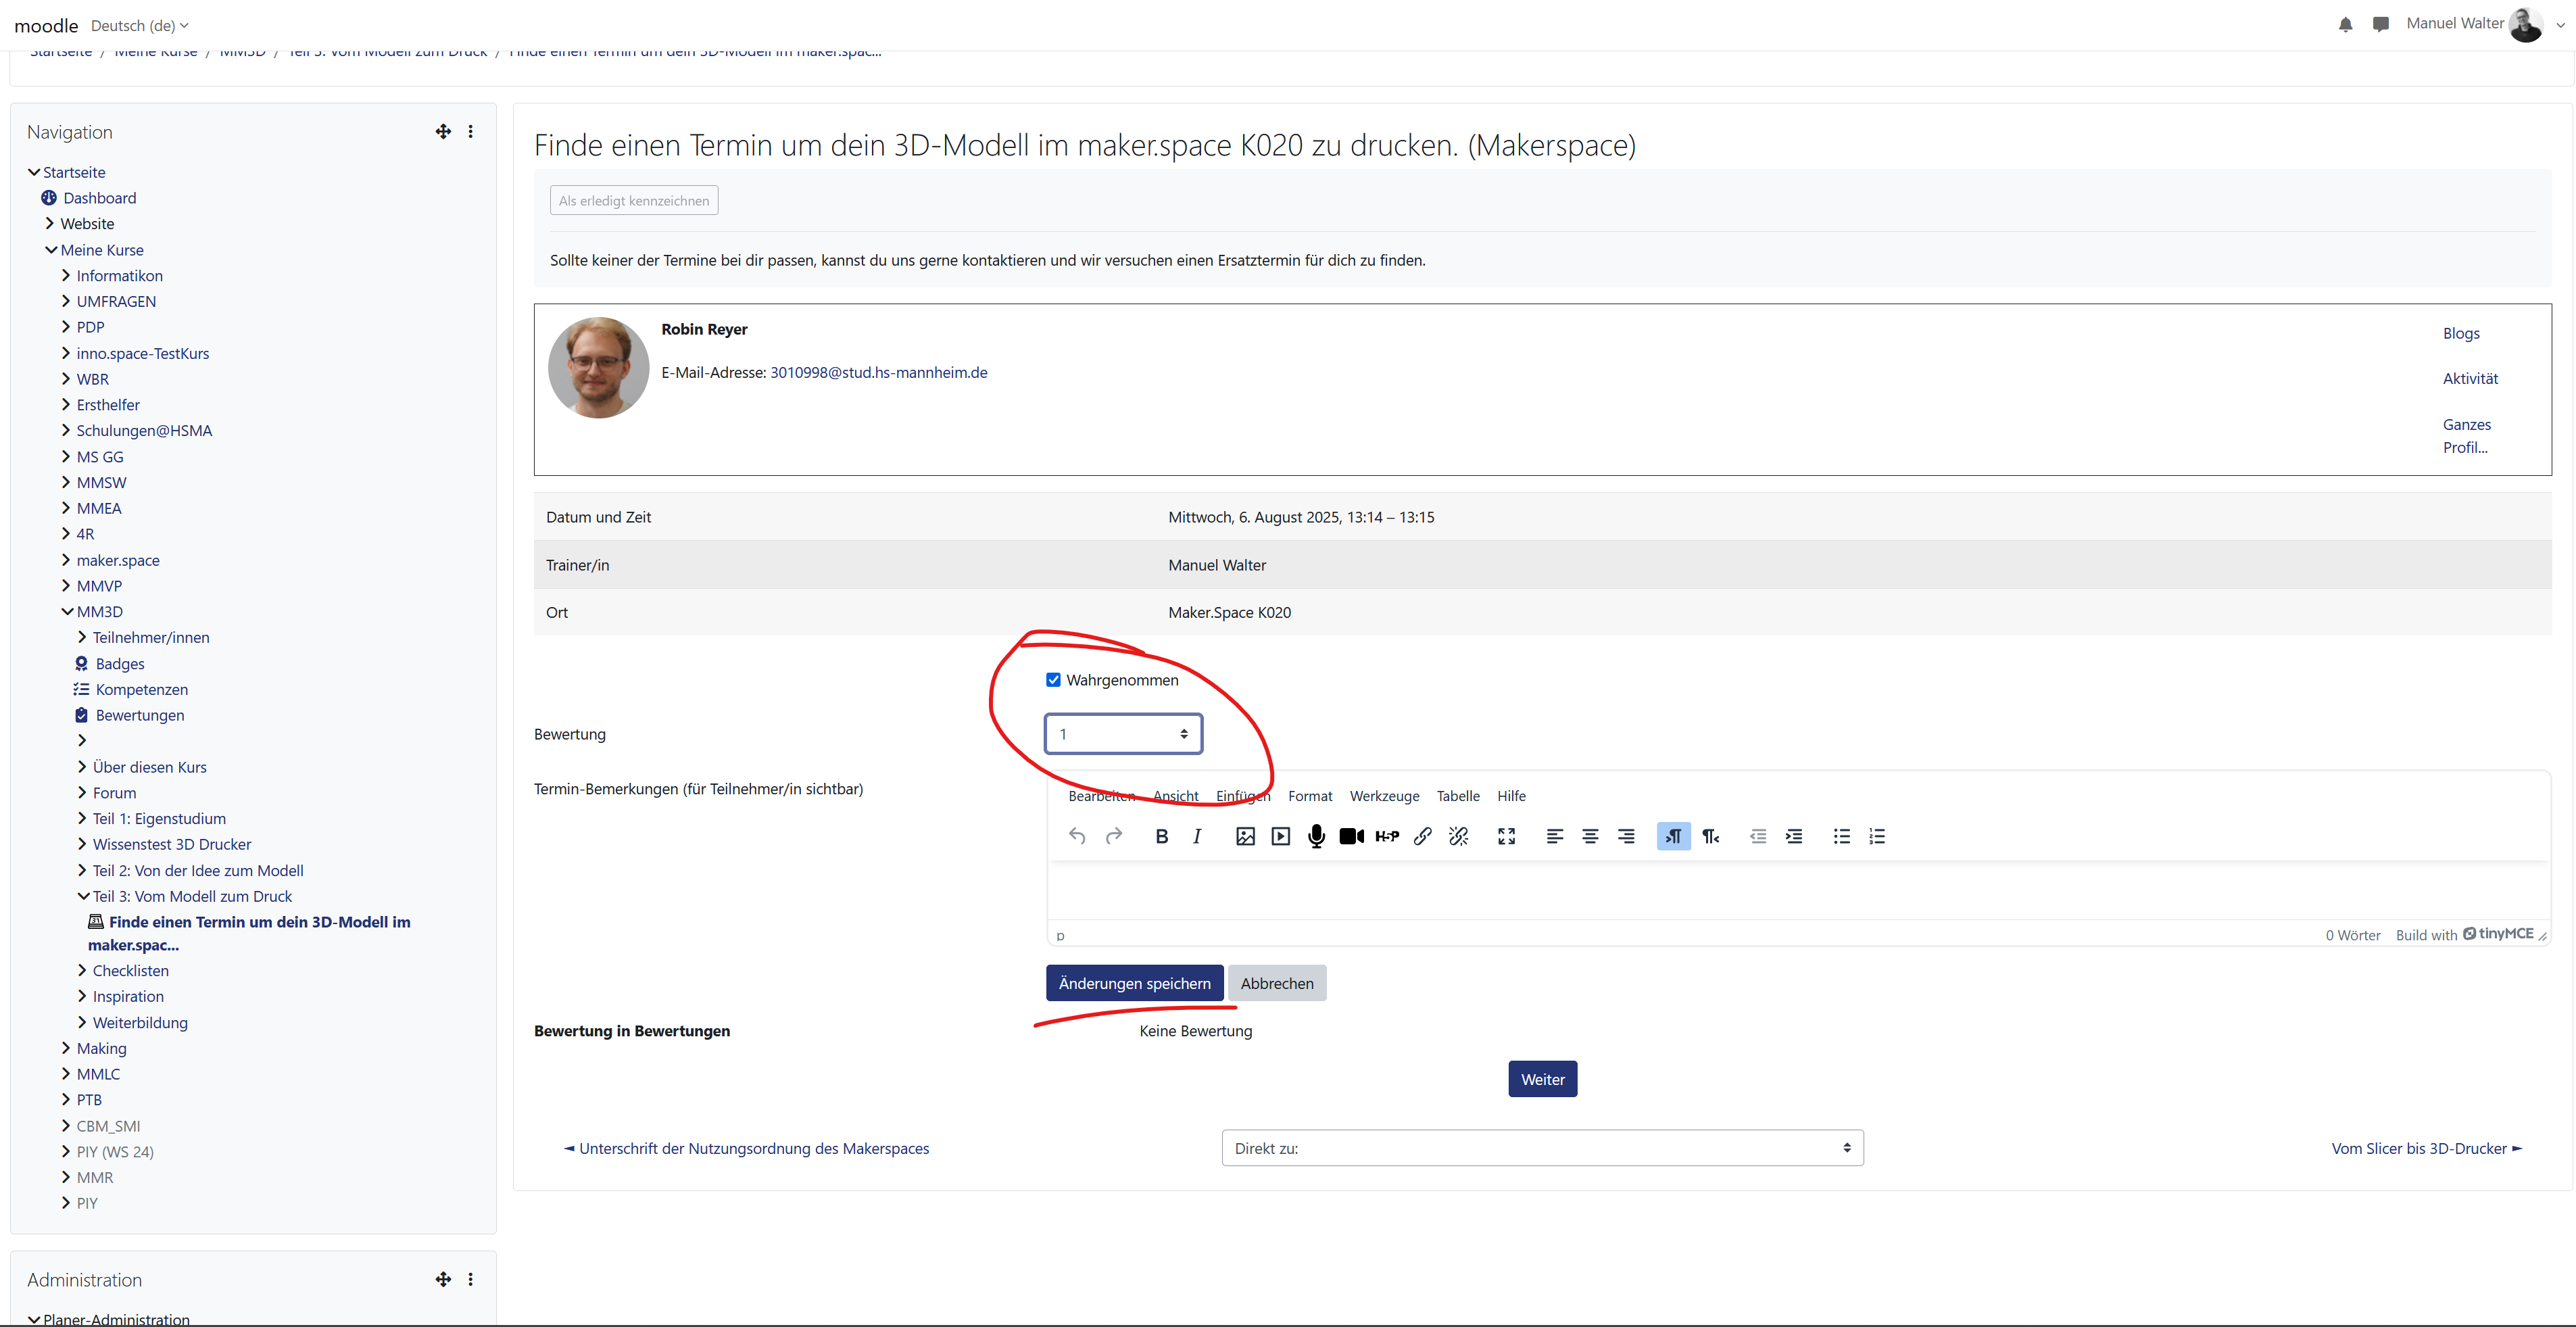 moodle Deutsch (de)
Manuel Walter
Startseite / Meine Kurse / MM3D / Teil 3: Vom Modell zum Druck / Finde einen Termin um dein 3D-Modell im maker.spac...
Navigation
Startseite
Dashboard
Website
Meine Kurse
Informatikon
UMFRAGEN
PDP
inno.space-TestKurs
WBR
Ersthelfer
Schulungen@HSMA
MS GG
MMSW
MMEA
4R
maker.space
MMVP
MM3D
Teilnehmer/innen
Badges
Kompetenzen
Bewertungen
Über diesen Kurs
Forum
Teil 1: Eigenstudium
Wissenstest 3D Drucker
Teil 2: Von der Idee zum Modell
Teil 3: Vom Modell zum Druck
Finde einen Termin um dein 3D-Modell im
maker.spac...
Checklisten
Inspiration
Weiterbildung
Making
MMLC
PTB
CBM_SMI
PIY (WS 24)
MMR
PIY
Administration
Planer-Administration
Finde einen Termin um dein 3D-Modell im maker.space K020 zu drucken. (Makerspace)
Als erledigt kennzeichnen
Sollte keiner der Termine bei dir passen, kannst du uns gerne kontaktieren und wir versuchen einen Ersatztermin für dich zu finden.
Robin Reyer
E-Mail-Adresse: 3010998@stud.hs-mannheim.de
Blogs
Aktivität
Ganzes
Profil...
Datum und Zeit Mittwoch, 6. August 2025, 13:14 – 13:15
Trainer/in Manuel Walter
Ort Maker.Space K020
Wahrgenommen
Bewertung 1
Termin-Bemerkungen (für Teilnehmer/in sichtbar)
Bearbeiten Ansicht Einfügen Format Werkzeuge Tabelle Hilfe
B I H5P
p 0 Wörter Build with tinyMCE
Änderungen speichern Abbrechen
Bewertung in Bewertungen Keine Bewertung
Weiter
◄ Unterschrift der Nutzungsordnung des Makerspaces Direkt zu: Vom Slicer bis 3D-Drucker ►